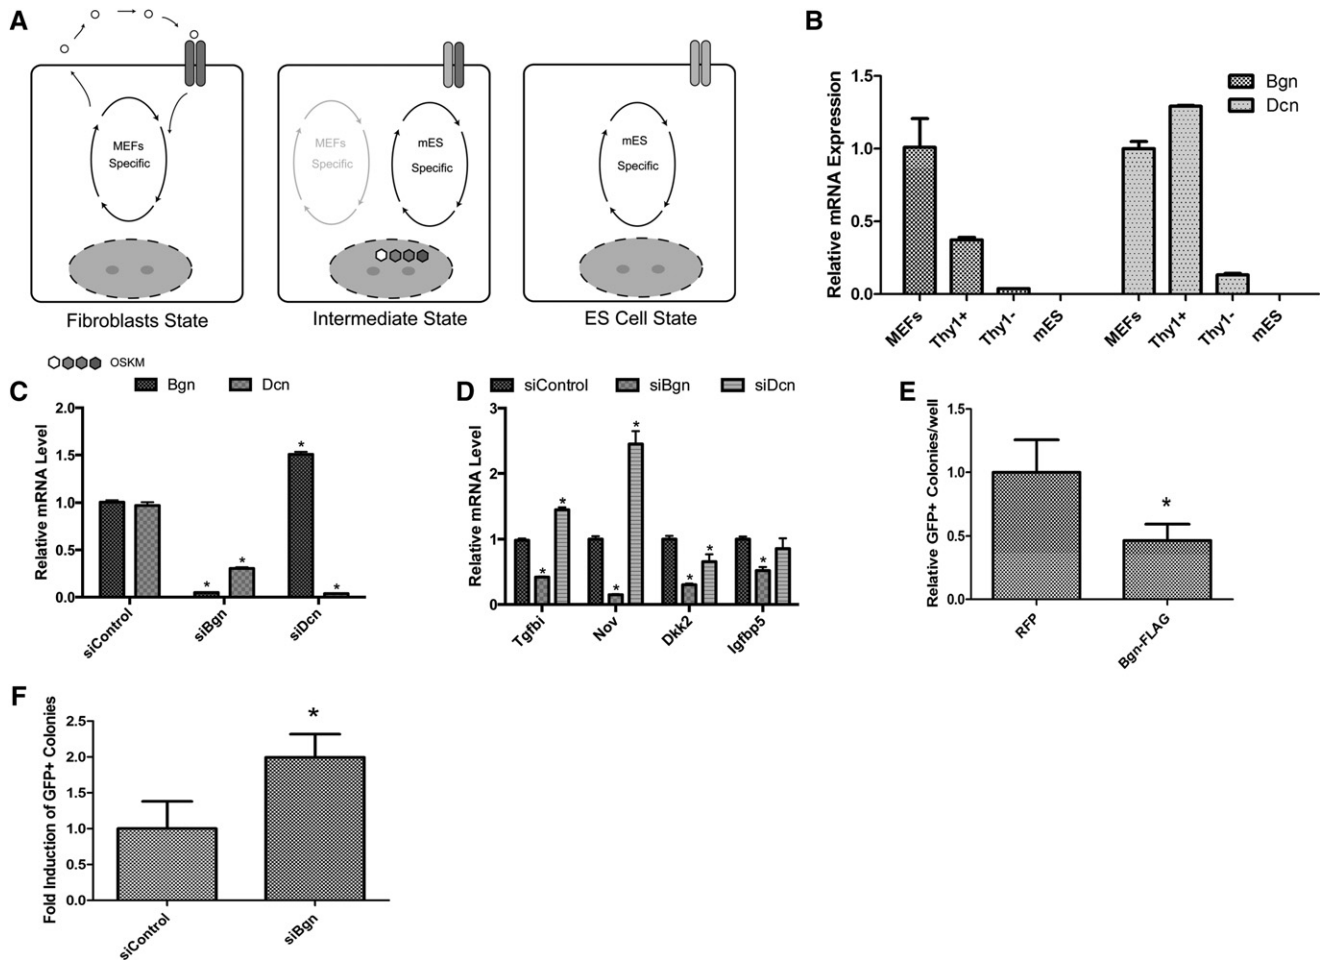 A
MEFs
Specific
Fibroblasts State
MEFs
Specific
mES
Specific
Intermediate State
mES
Specific
ES Cell State
OSKM
B
Relative mRNA Expression
1.5
1.0
0.5
0.0
Bgn
Dcn
MEFs
Thy1+
Thy1-
mES
MEFs
Thy1+
Thy1-
mES
C
Bgn
Dcn
Relative mRNA Level
2.0
1.5
1.0
0.5
0.0
*
*
*
*
siControl
siBgn
siDcn
D
siControl
siBgn
siDcn
Relative mRNA Level
3
2
1
0
*
*
*
*
*
*
*
Tgfbi
Nov
Dkk2
Igfbp5
E
Relative GFP+ Colonies/well
1.5
1.0
0.5
0.0
*
RFP
Bgn-FLAG
F
Fold Induction of GFP+ Colonies
2.5
2.0
1.5
1.0
0.5
0.0
*
siControl
siBgn